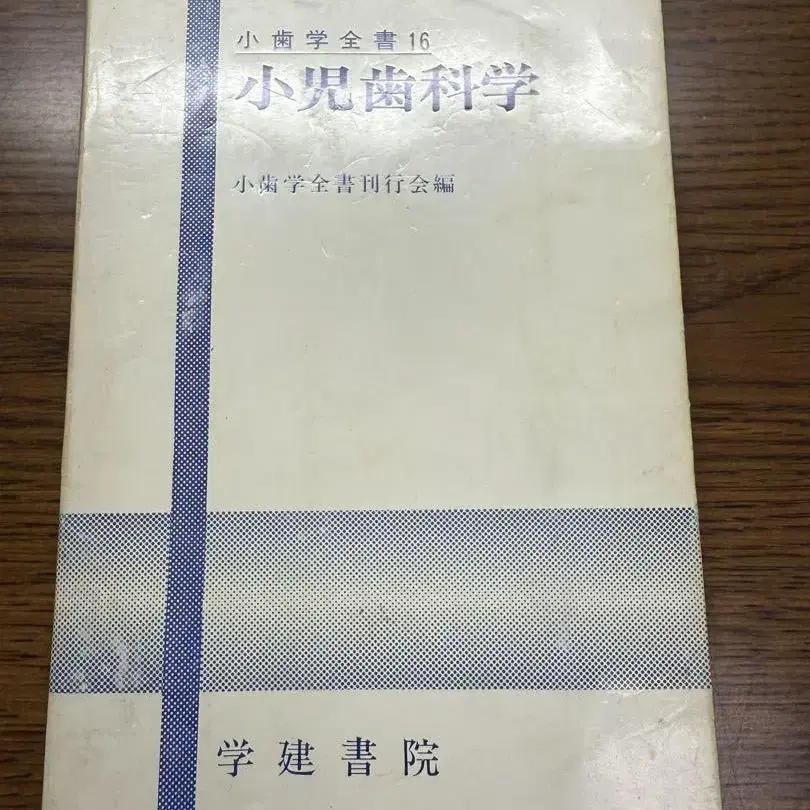 小歯学全書16
小児歯科学
小歯学全書刊行会編
学建書院